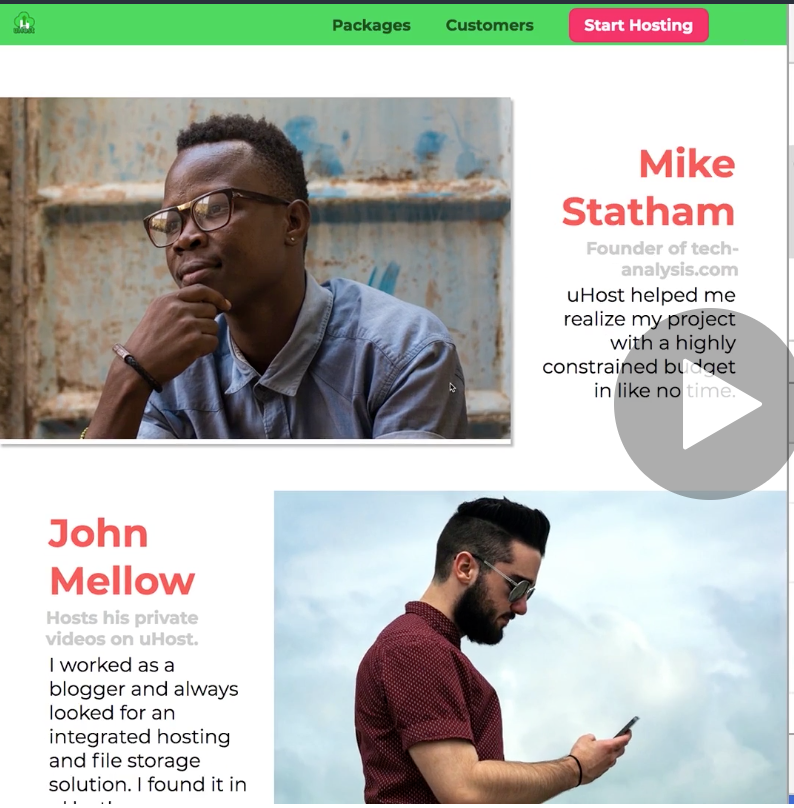 uHost
Packages
Customers
Start Hosting
Mike
Statham
Founder of tech-
analysis.com
uHost helped me
realize my project
with a highly
constrained budget
in like no time.
John
Mellow
Hosts his private
videos on uHost.
I worked as a
blogger and always
looked for an
integrated hosting
and file storage
solution. I found it in